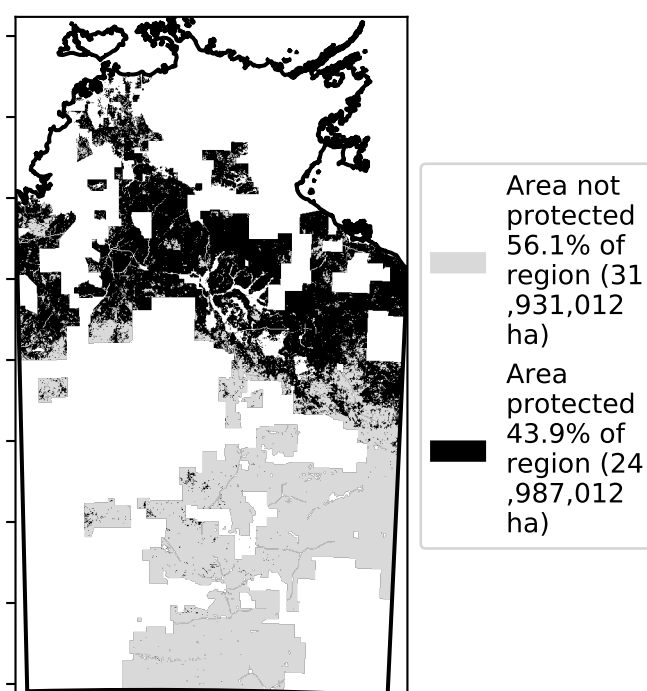 Area not
protected
56.1% of
region (31
,931,012
ha)
Area
protected
43.9% of
region (24
,987,012
ha)